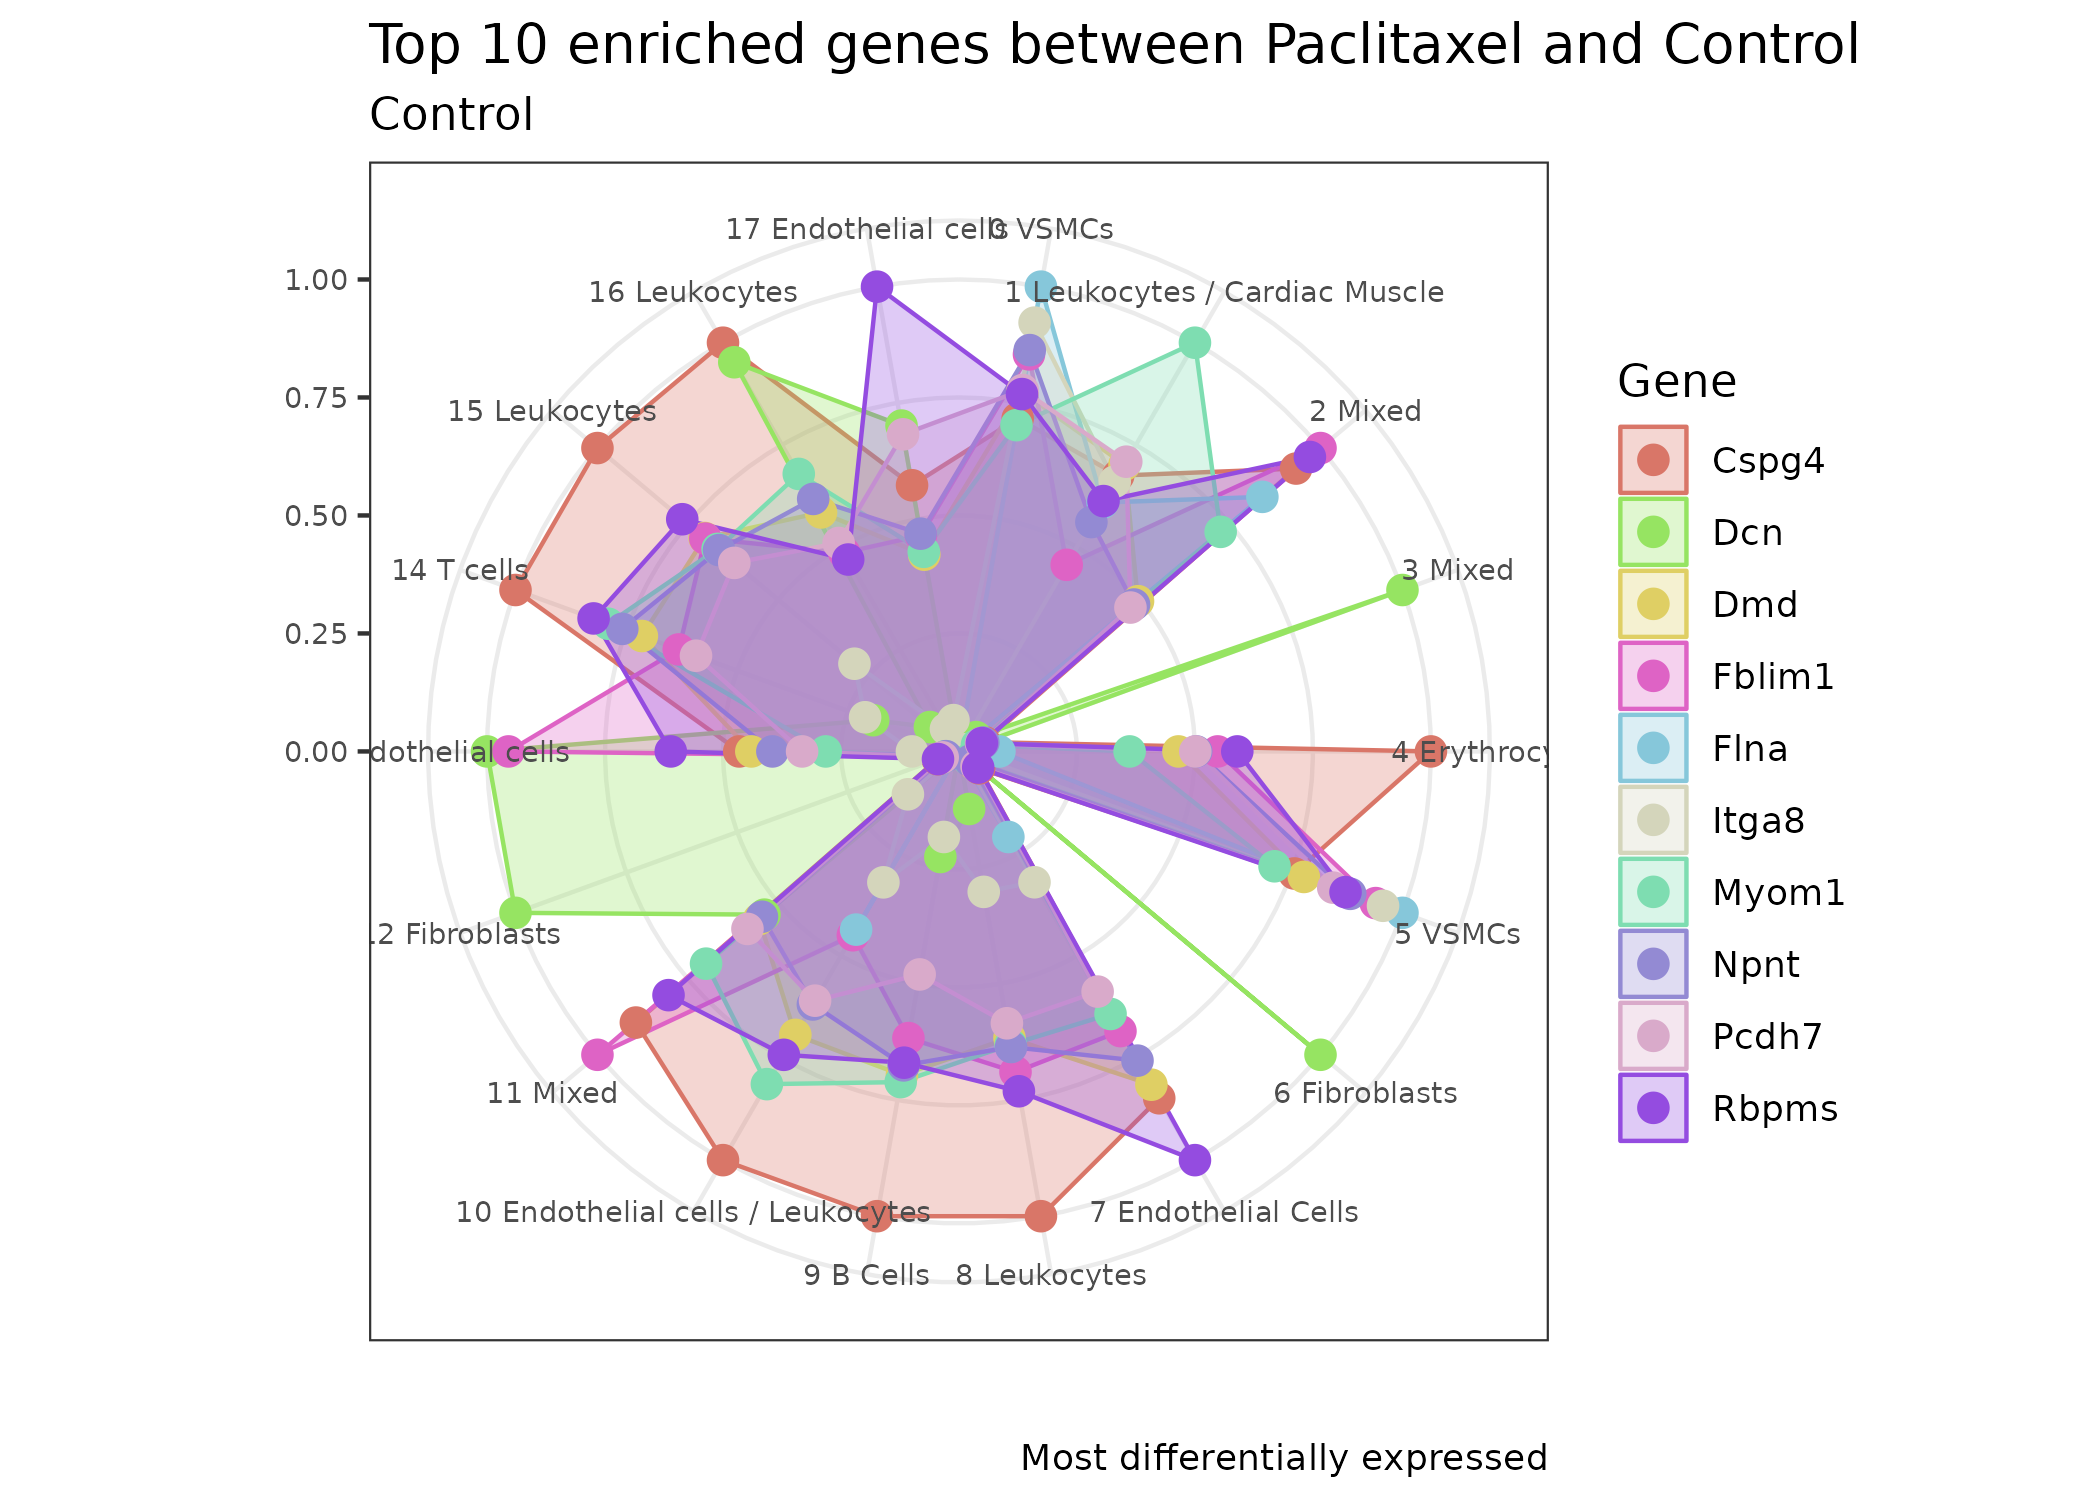 Top 10 enriched genes between Paclitaxel and Control
Control
17 Endothelial cells
0 VSMCs
16 Leukocytes
1 Leukocytes / Cardiac Muscle
15 Leukocytes
2 Mixed
14 T cells
3 Mixed
dothelial cells
4 Erythrocy
2 Fibroblasts
5 VSMCs
11 Mixed
6 Fibroblasts
10 Endothelial cells / Leukocytes
7 Endothelial Cells
9 B Cells
8 Leukocytes
1.00
0.75
0.50
0.25
0.00
Gene
Cspg4
Dcn
Dmd
Fblim1
Flna
Itga8
Myom1
Npnt
Pcdh7
Rbpms
Most differentially expressed